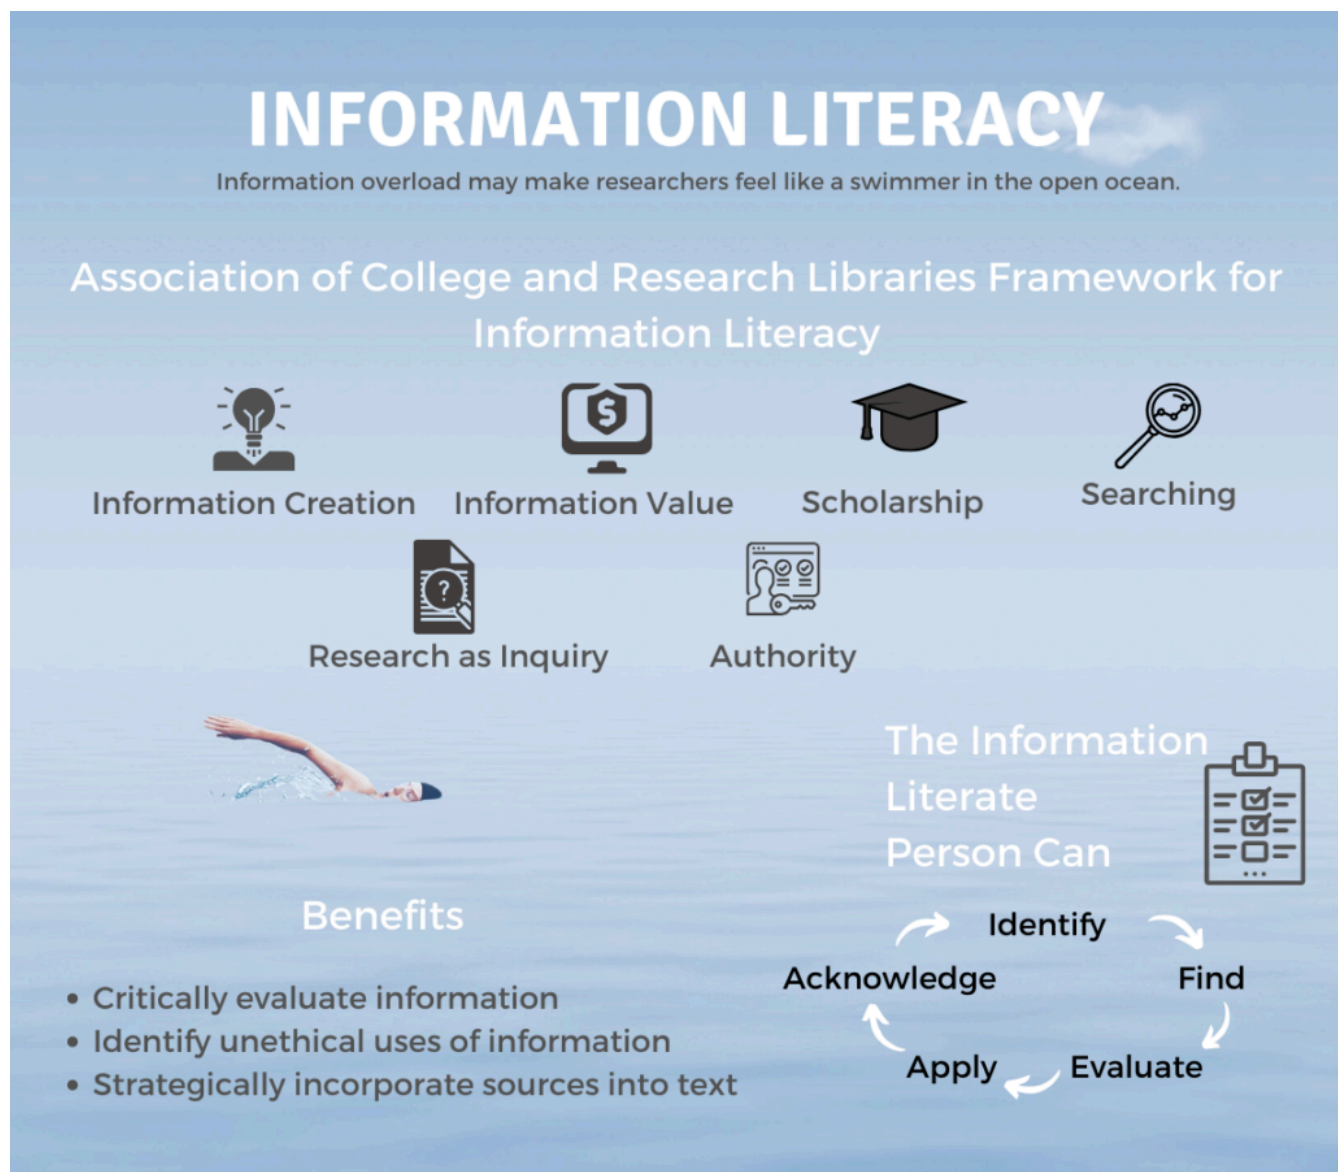 INFORMATION LITERACY
Information overload may make researchers feel like a swimmer in the open ocean.
Association of College and Research Libraries Framework for
Information Literacy
Information Creation
Information Value
Scholarship
Searching
Research as Inquiry
Authority
The Information
Literate
Person Can
Identify
Find
Evaluate
Apply
Acknowledge
Benefits
• Critically evaluate information
• Identify unethical uses of information
• Strategically incorporate sources into text